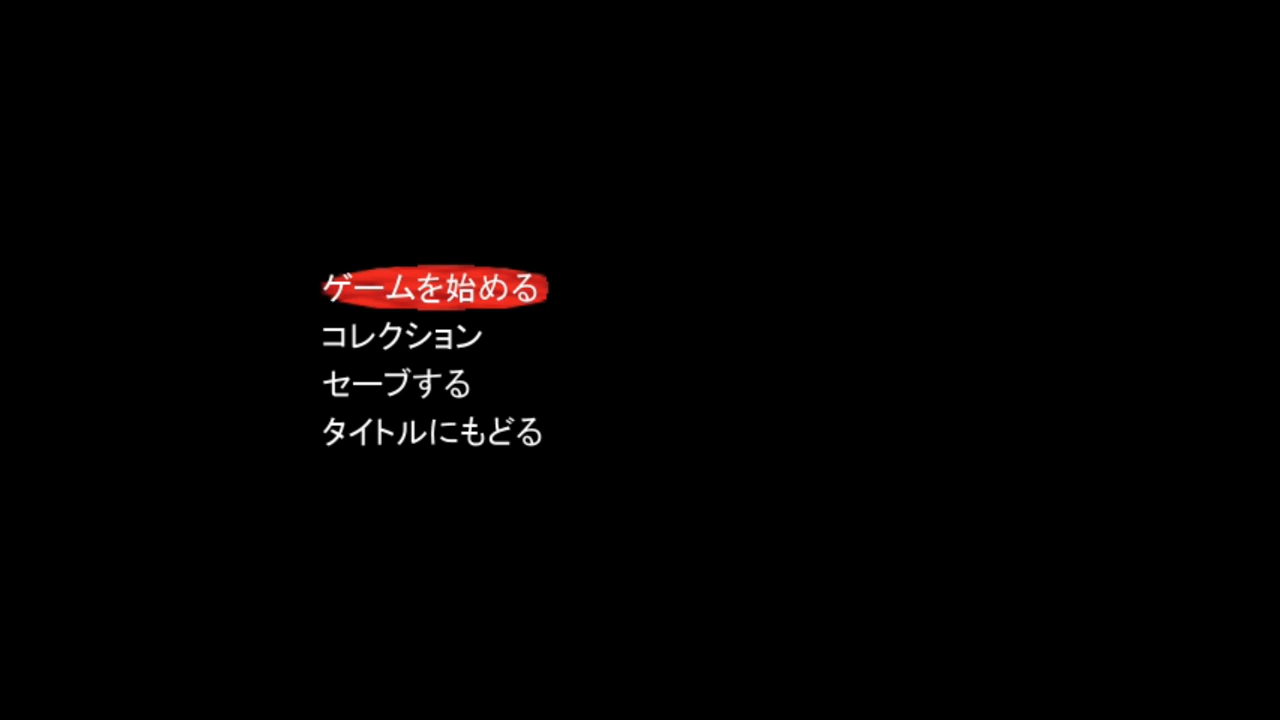 ゲームを始める
コレクション
セーブする
タイトルにもどる